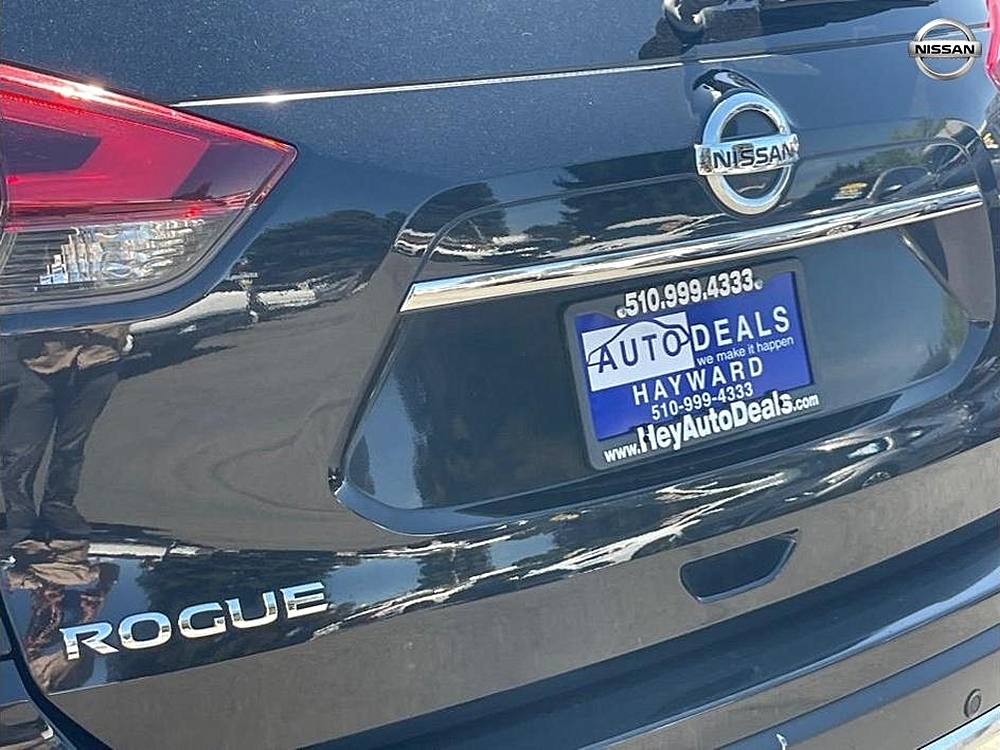 NISSAN
NISSAN
510.999.4333
AUTO DEALS
we make it happen
HAYWARD
510-999-4333
www.HeyAutoDeals.com
ROGUE